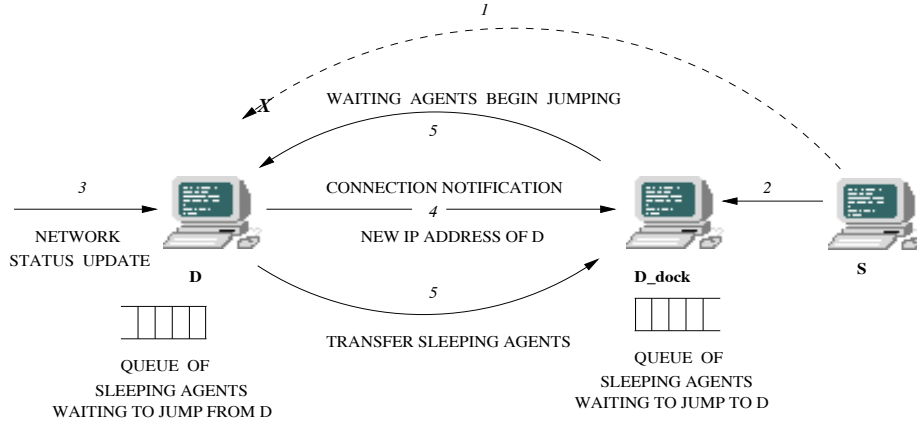 1
X
WAITING AGENTS BEGIN JUMPING
5
3
CONNECTION NOTIFICATION
2
4
NETWORK
STATUS UPDATE
NEW IP ADDRESS OF D
D
D_dock
S
5
TRANSFER SLEEPING AGENTS
QUEUE OF
SLEEPING AGENTS
WAITING TO JUMP FROM D
QUEUE OF
SLEEPING AGENTS
WAITING TO JUMP TO D